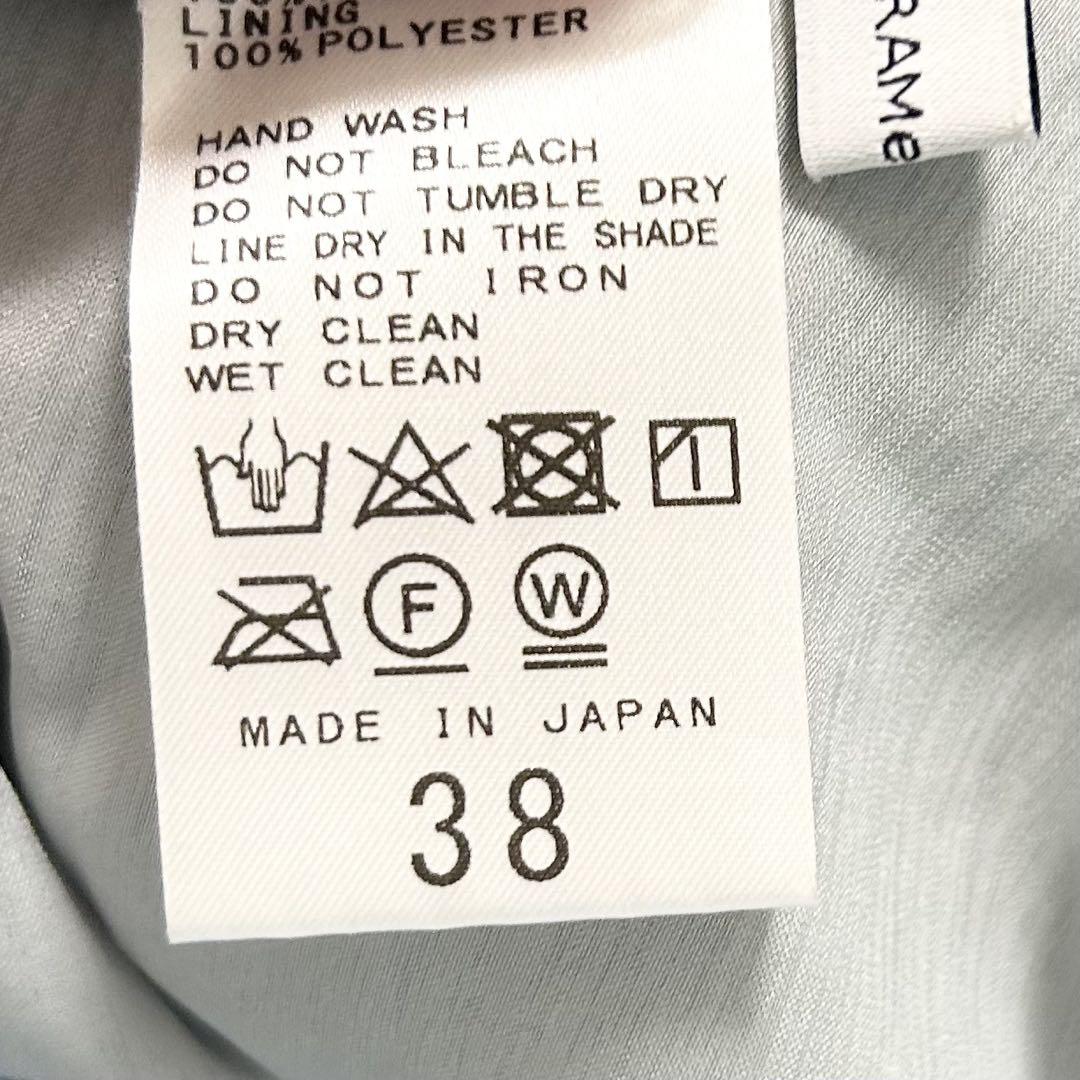 LINING
100% POLYESTER
HAND WASH
DO NOT BLEACH
DO NOT TUMBLE DRY
LINE DRY IN THE SHADE
DO NOT IRON
DRY CLEAN
WET CLEAN
F
W
MADE IN JAPAN
38
RAMe